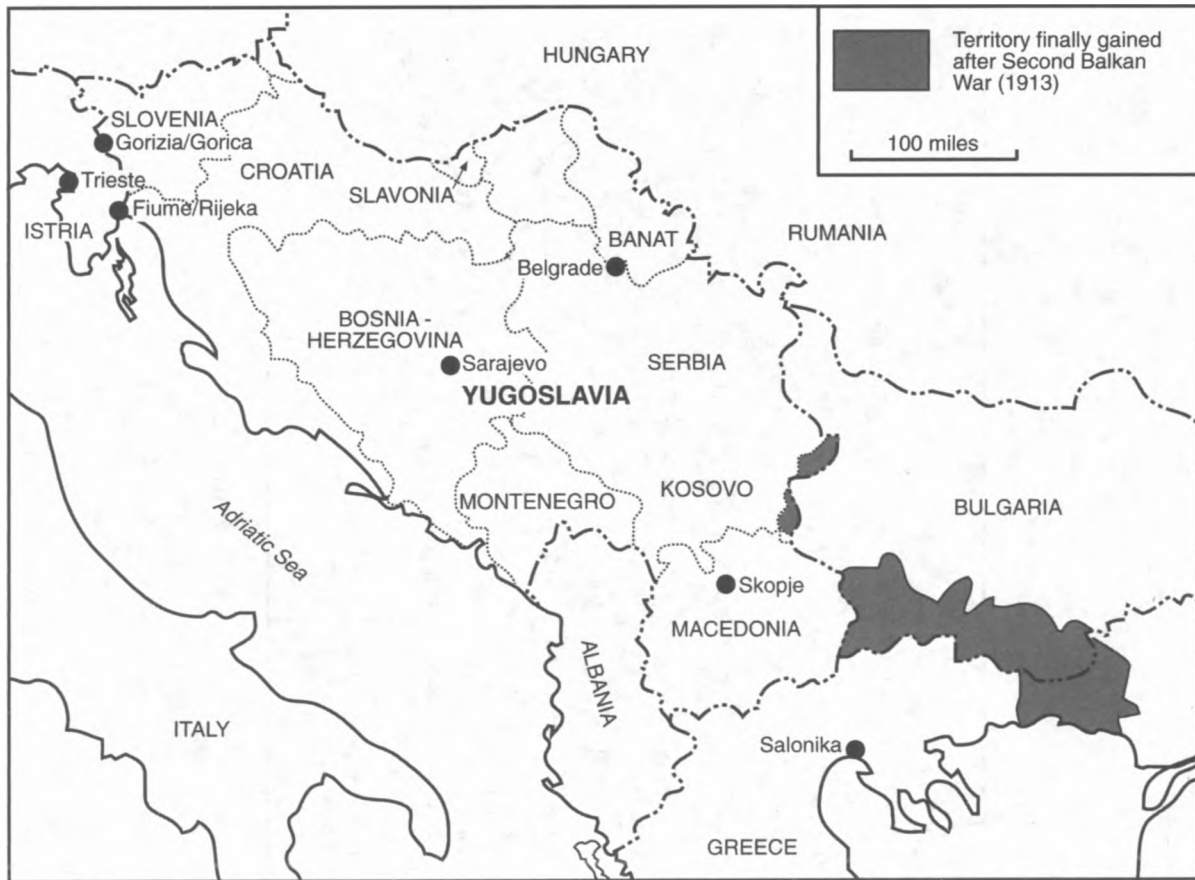 HUNGARY
Territory finally gained
after Second Balkan
War (1913)
100 miles
SLOVENIA
Gorizia/Gorica
CROATIA
Trieste
SLAVONIA
Fiume/Rijeka
ISTRIA
BANAT
RUMANIA
Belgrade
BOSNIA -
HERZEGOVINA
Sarajevo
SERBIA
YUGOSLAVIA
MONTENEGRO
KOSOVO
BULGARIA
Adriatic Sea
Skopje
MACEDONIA
ALBANIA
ITALY
Salonika
GREECE